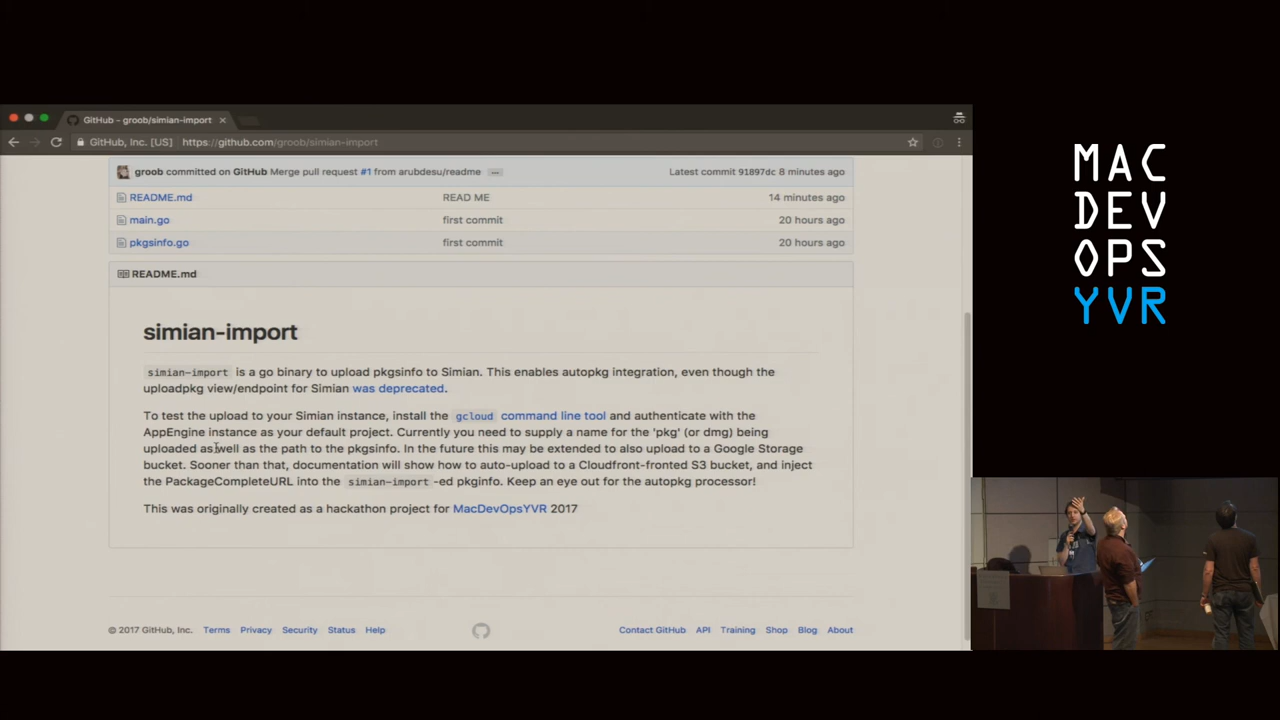 GitHub - groob/simian-import
GitHub, Inc. [US] https://github.com/groob/simian-import
groob committed on GitHub Merge pull request #1 from arubdesu/readme ... Latest commit 91897dc 8 minutes ago
README.md READ ME 14 minutes ago
main.go first commit 20 hours ago
pkgsinfo.go first commit 20 hours ago
README.md
simian-import
simian-import is a go binary to upload pkgsinfo to Simian. This enables autopkg integration, even though the
uploadpkg view/endpoint for Simian was deprecated.
To test the upload to your Simian instance, install the gcloud command line tool and authenticate with the
AppEngine instance as your default project. Currently you need to supply a name for the 'pkg' (or dmg) being
uploaded aswell as the path to the pkgsinfo. In the future this may be extended to also upload to a Google Storage
bucket. Sooner than that, documentation will show how to auto-upload to a Cloudfront-fronted S3 bucket, and inject
the PackageCompleteURL into the simian-import -ed pkginfo. Keep an eye out for the autopkg processor!
This was originally created as a hackathon project for MacDevOpsYVR 2017
© 2017 GitHub, Inc. Terms Privacy Security Status Help Contact GitHub API Training Shop Blog About
MAC
DEV
OPS
YVR